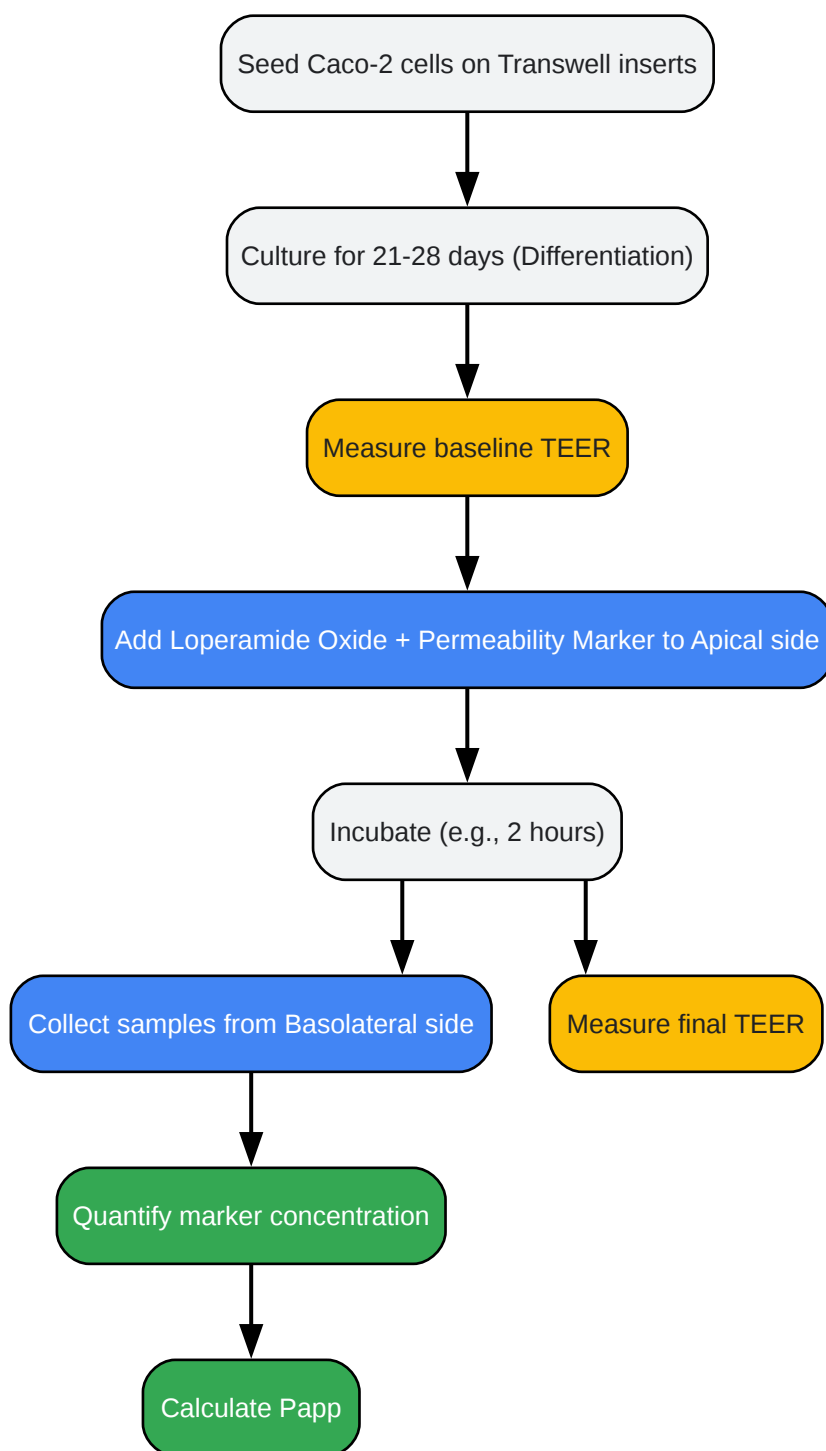 Seed Caco-2 cells on Transwell inserts
Culture for 21-28 days (Differentiation)
Measure baseline TEER
Add Loperamide Oxide + Permeability Marker to Apical side
Incubate (e.g., 2 hours)
Collect samples from Basolateral side
Measure final TEER
Quantify marker concentration
Calculate Papp